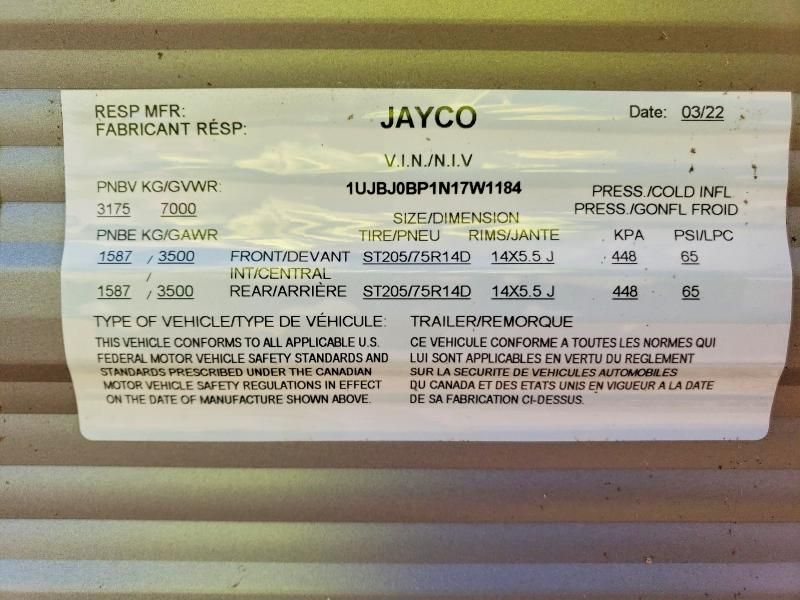 RESP MFR: JAYCO Date: 03/22
FABRICANT RÉSP:
V.I.N./N.I.V
PNBV KG/GVWR: 1UJBJ0BP1N17W1184 PRESS./COLD INFL
3175 7000 SIZE/DIMENSION PRESS./GONFL FROID
PNBE KG/GAWR TIRE/PNEU RIMS/JANTE KPA PSI/LPC
1587 / 3500 FRONT/DEVANT ST205/75R14D 14X5.5 J 448 65
/ INT/CENTRAL
1587 / 3500 REAR/ARRIÈRE ST205/75R14D 14X5.5 J 448 65
TYPE OF VEHICLE/TYPE DE VÉHICULE: TRAILER/REMORQUE
THIS VEHICLE CONFORMS TO ALL APPLICABLE U.S.
FEDERAL MOTOR VEHICLE SAFETY STANDARDS AND
STANDARDS PRESCRIBED UNDER THE CANADIAN
MOTOR VEHICLE SAFETY REGULATIONS IN EFFECT
ON THE DATE OF MANUFACTURE SHOWN ABOVE.
CE VEHICULE CONFORME A TOUTES LES NORMES QUI
LUI SONT APPLICABLES EN VERTU DU REGLEMENT
SUR LA SECURITE DE VEHICULES AUTOMOBILES
DU CANADA ET DES ETATS UNIS EN VIGUEUR A LA DATE
DE SA FABRICATION CI-DESSUS.